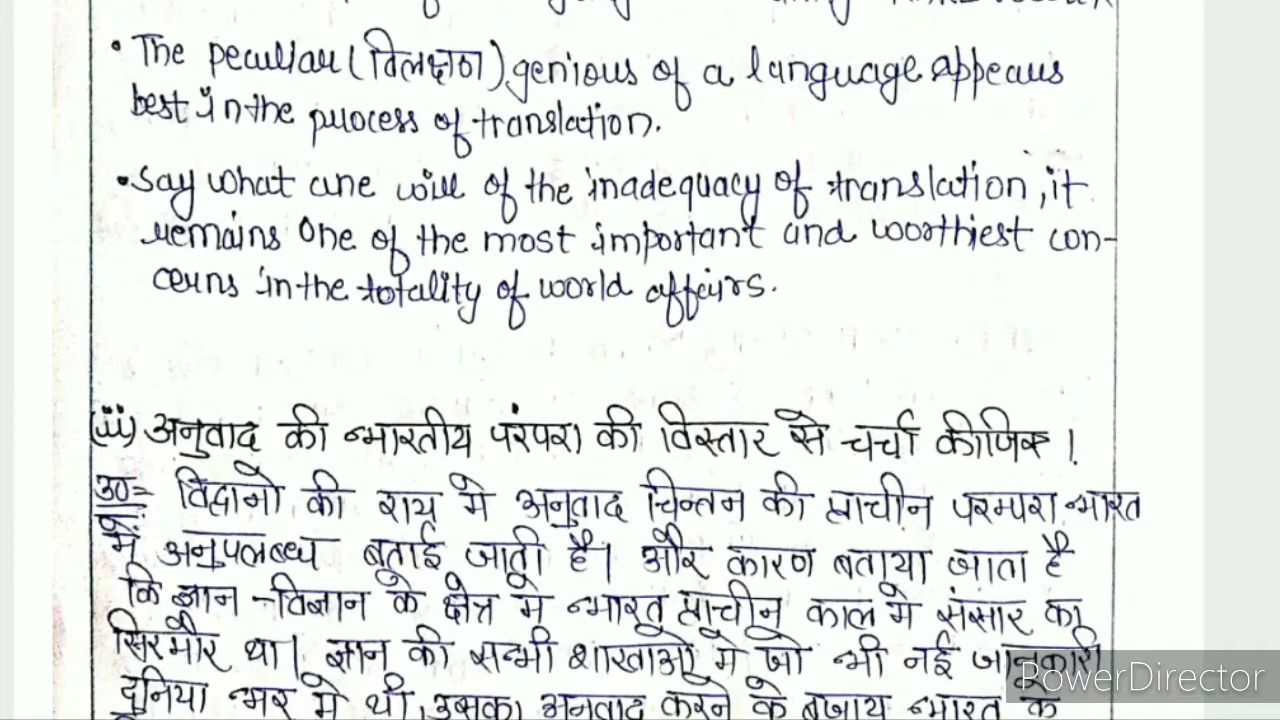 • The peculiar (विलक्षण) genious of a language appears
best in the process of translation.
• Say what one will of the inadequacy of translation, it
remains one of the most important and worthiest con-
cerns in the totality of world affairs.
(iii) अनुवाद की भारतीय परंपरा की विस्तार से चर्चा कीजिए ।
उ०= विद्वानो की राय मे अनुवाद चिन्तन की प्राचीन परम्परा भारत
में अनुपलब्ध बताई जाती है। और कारण बताया जाता है
कि ज्ञान-विज्ञान के क्षेत्र मे भारत प्राचीन काल मे संसार का
सिरमौर था। ज्ञान की सभी शाखाओ मे जो भी नई जानकारी
दुनिया भर मे थी, उसका अनुवाद करने के बजाय भारत के
PowerDirector